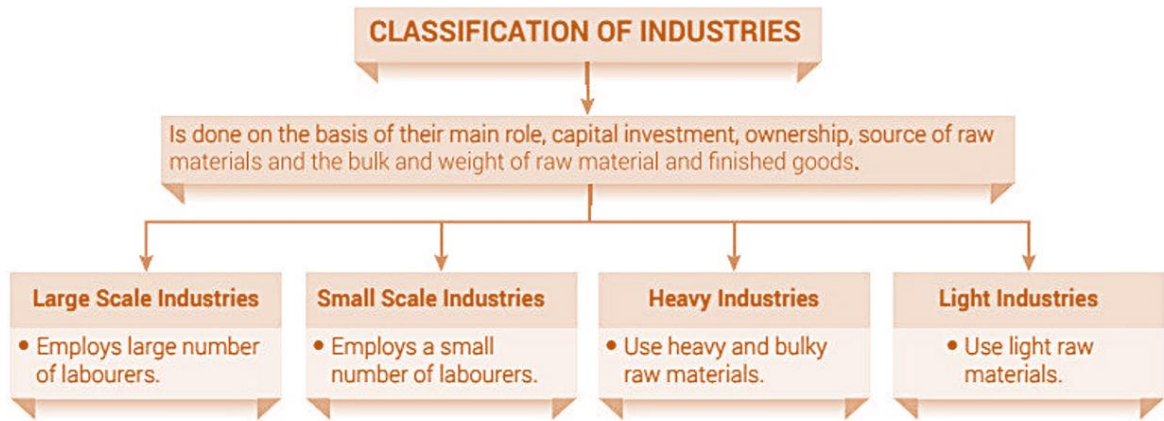 CLASSIFICATION OF INDUSTRIES
Is done on the basis of their main role, capital investment, ownership, source of raw
materials and the bulk and weight of raw material and finished goods.
Large Scale Industries
• Employs large number
of labourers.
Small Scale Industries
• Employs a small
number of labourers.
Heavy Industries
• Use heavy and bulky
raw materials.
Light Industries
• Use light raw
materials.